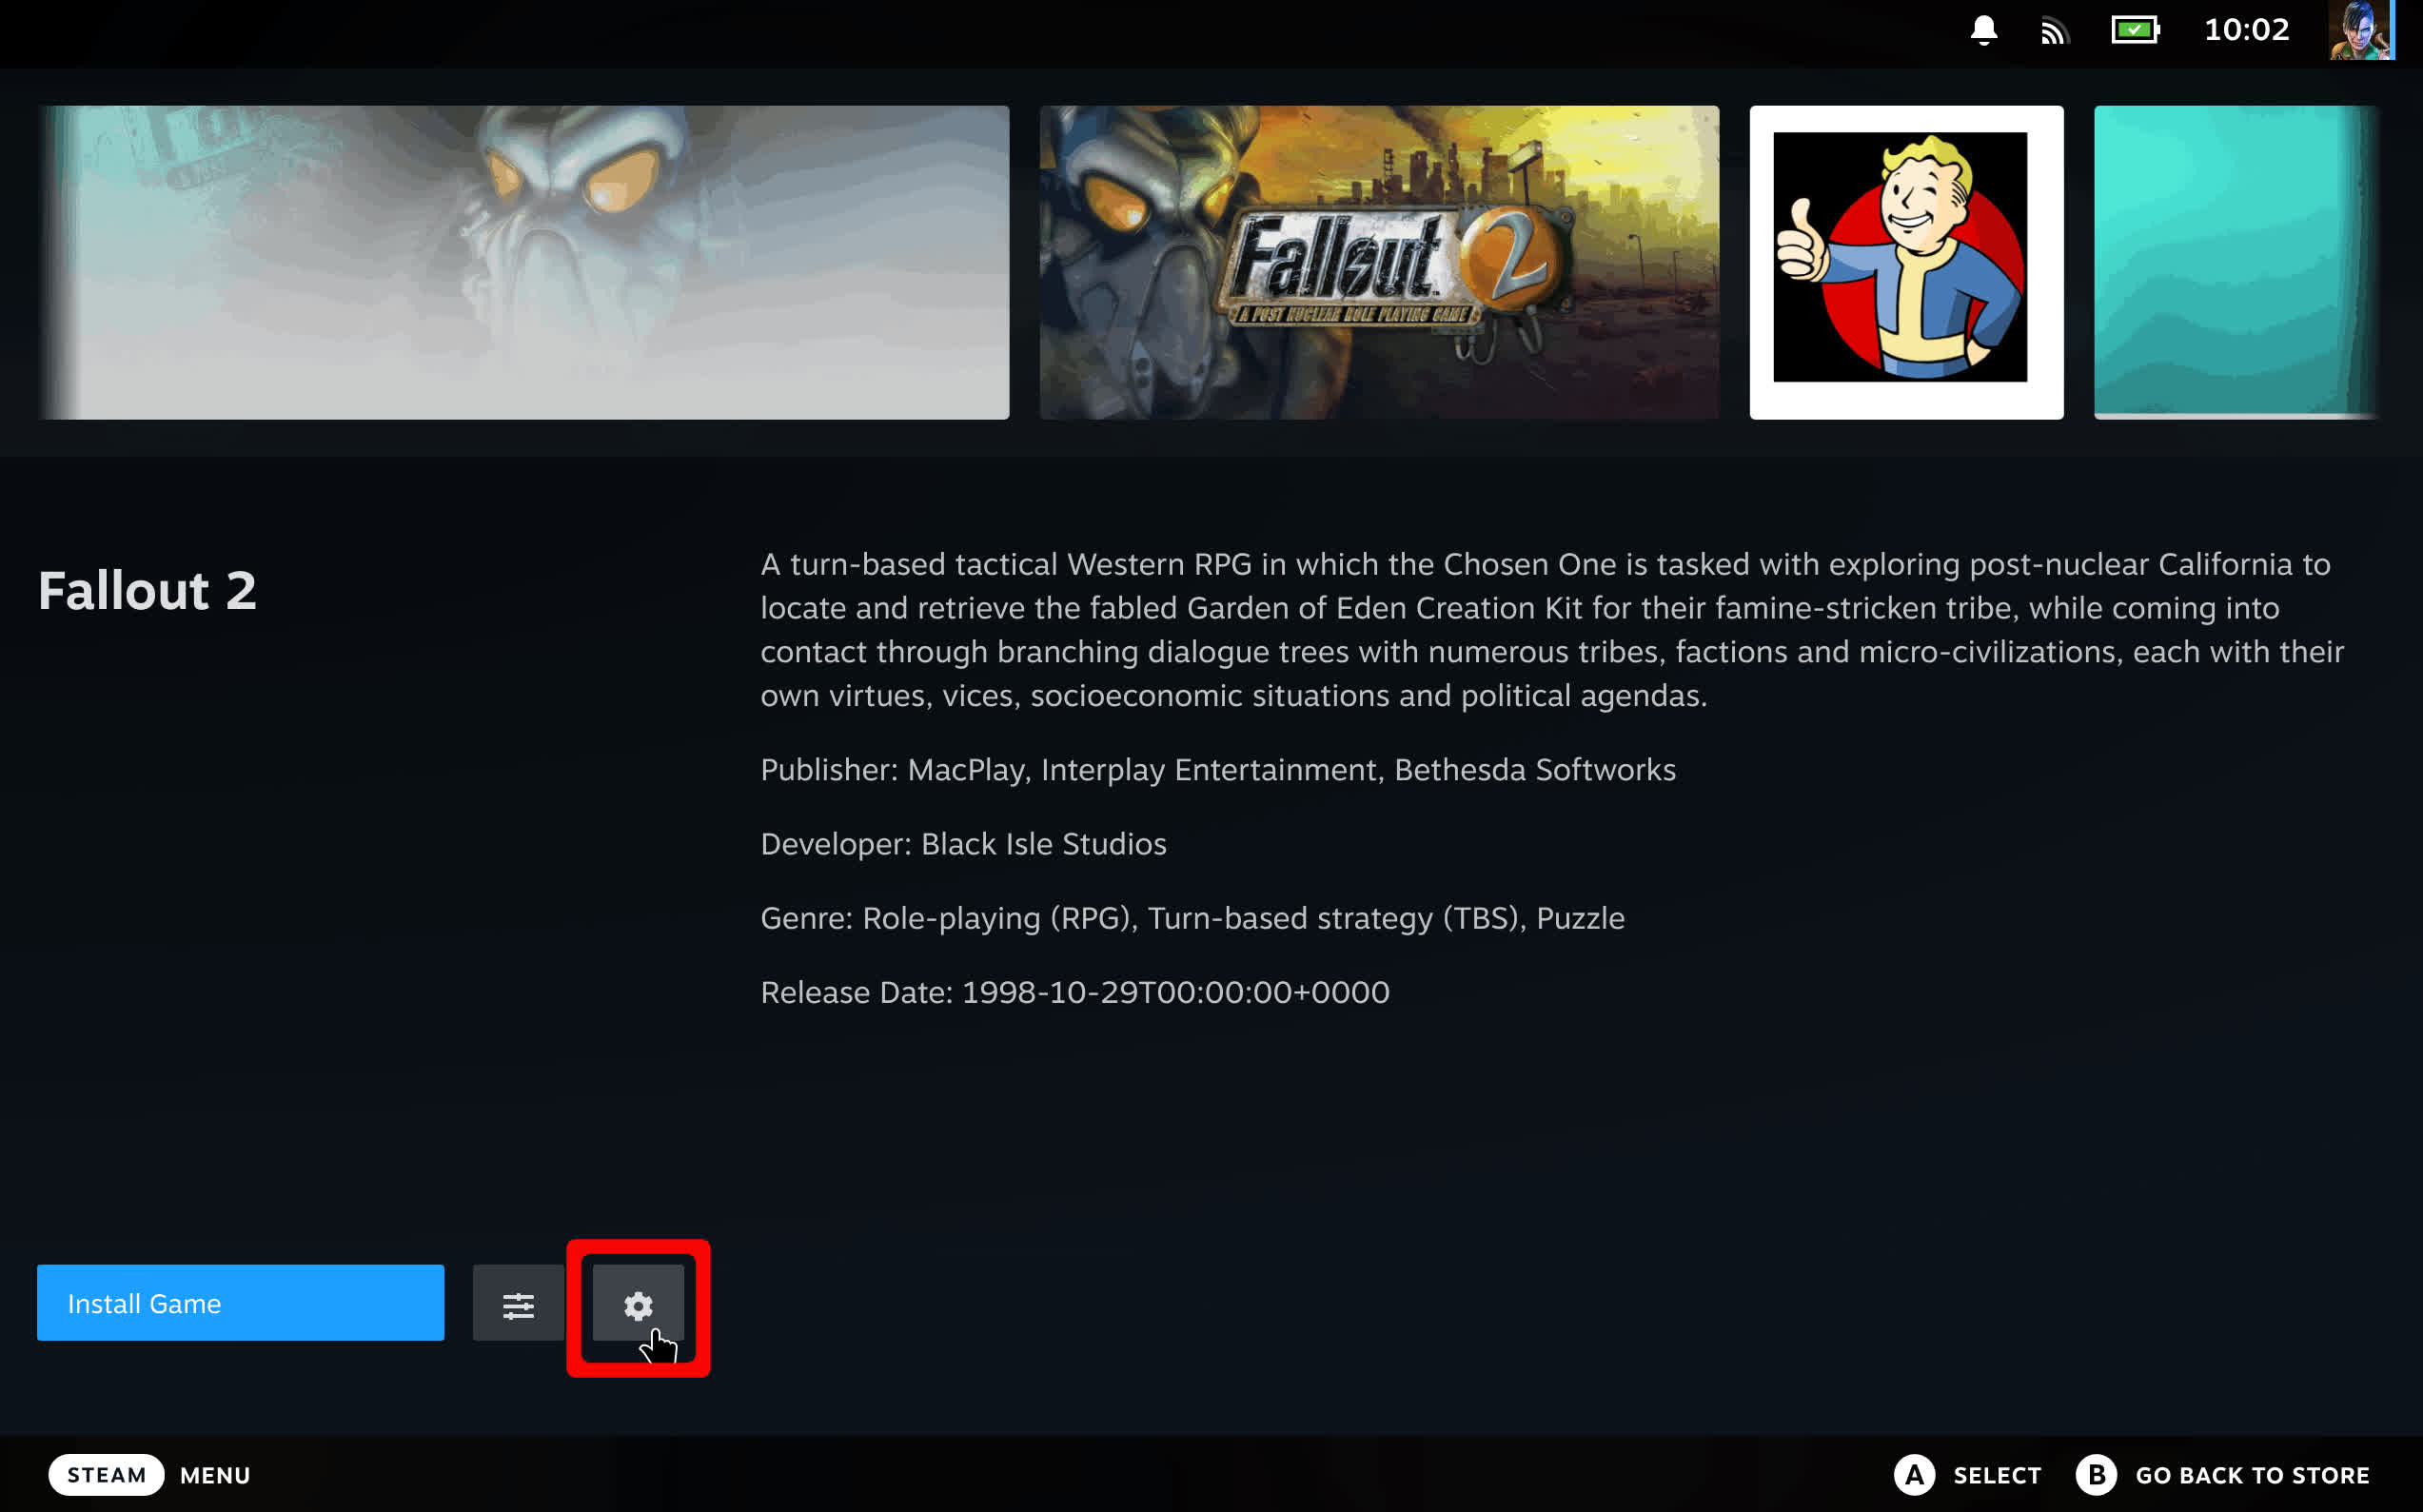 10:02
Fallout 2
A POST NUCLEAR ROLE PLAYING GAME
Fallout 2
A turn-based tactical Western RPG in which the Chosen One is tasked with exploring post-nuclear California to
locate and retrieve the fabled Garden of Eden Creation Kit for their famine-stricken tribe, while coming into
contact through branching dialogue trees with numerous tribes, factions and micro-civilizations, each with their
own virtues, vices, socioeconomic situations and political agendas.
Publisher: MacPlay, Interplay Entertainment, Bethesda Softworks
Developer: Black Isle Studios
Genre: Role-playing (RPG), Turn-based strategy (TBS), Puzzle
Release Date: 1998-10-29T00:00:00+0000
Install Game
STEAM MENU
A SELECT B GO BACK TO STORE